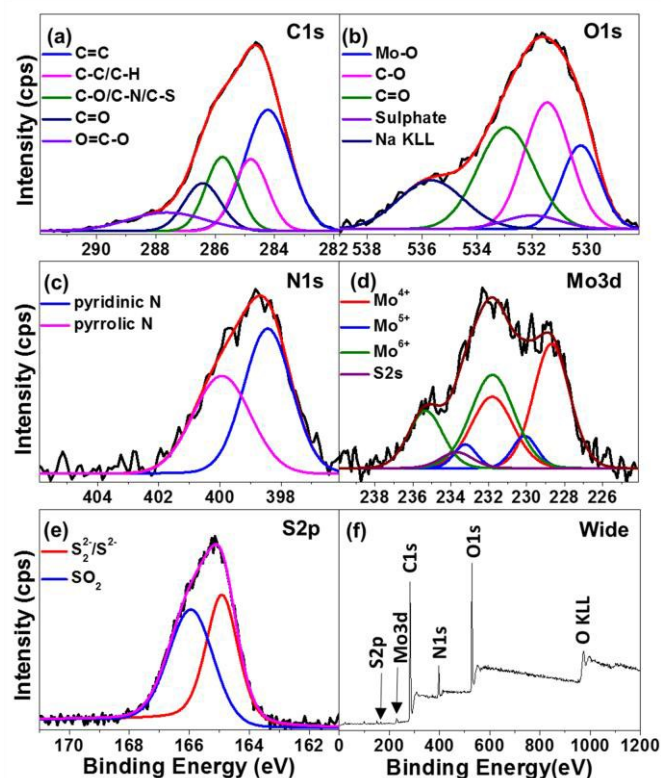 (a) C1s
C=C
C-C/C-H
C-O/C-N/C-S
C=O
O=C-O
Intensity (cps)
290 288 286 284 282
(b) O1s
Mo-O
C-O
C=O
Sulphate
Na KLL
538 536 534 532 530
(c) N1s
pyridinic N
pyrrolic N
Intensity (cps)
404 402 400 398
(d) Mo3d
Mo4+
Mo5+
Mo6+
S2s
238 236 234 232 230 228 226
(e) S2p
S2 2-/S2-
SO2
Intensity (cps)
170 168 166 164 162
Binding Energy (eV)
(f) Wide
S2p
Mo3d
C1s
N1s
O1s
O KLL
0 200 400 600 800 1000 1200
Binding Energy(eV)